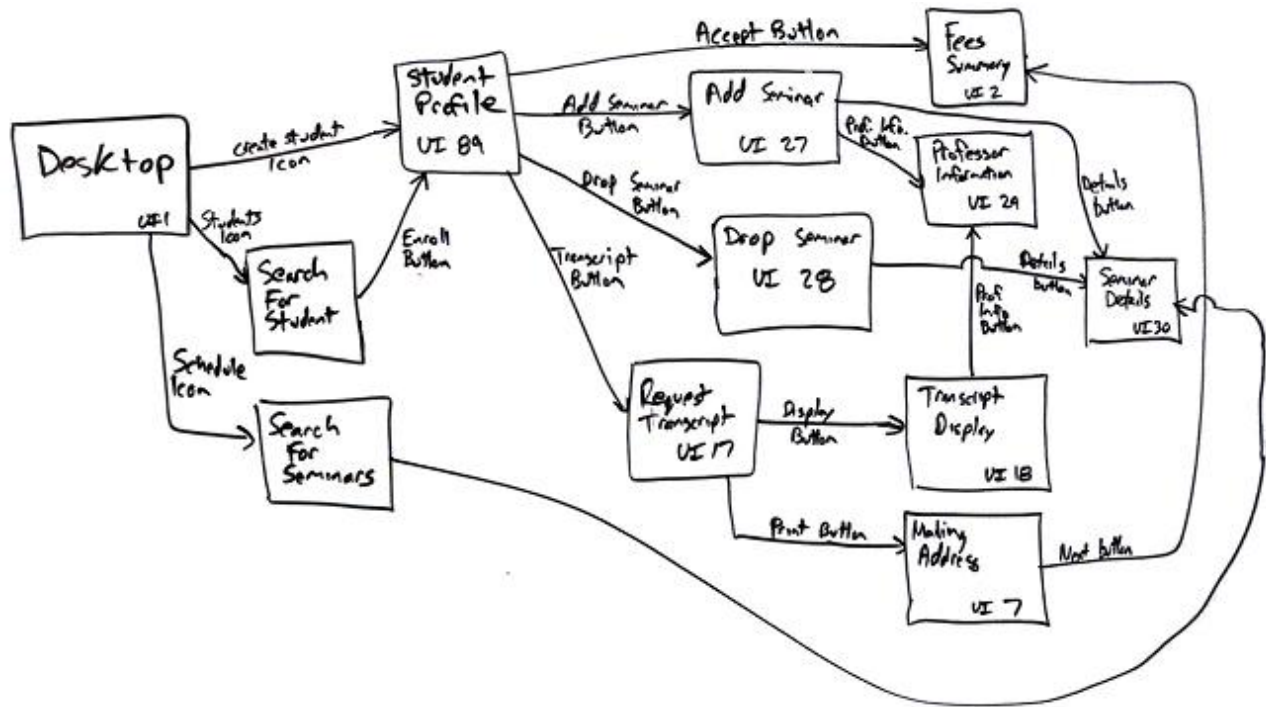 Accept Button
Fees
Summary
UI 2
Student
Profile
UI 89
Add Seminar
Button
Add Seminar
UI 27
Prof. Info.
Button
Professor
Information
UI 29
Details
Button
Desktop
UI 1
Create Student
Icon
Students
Icon
Search
For
Student
Enroll
Button
Drop Seminar
Button
Transcript
Button
Drop Seminar
UI 28
Details
Button
Seminar
Details
UI 30
Prof
Info
Button
Schedule
Icon
Search
For
Seminars
Request
Transcript
UI 17
Display
Button
Transcript
Display
UI 18
Print Button
Mailing
Address
UI 7
Next Button